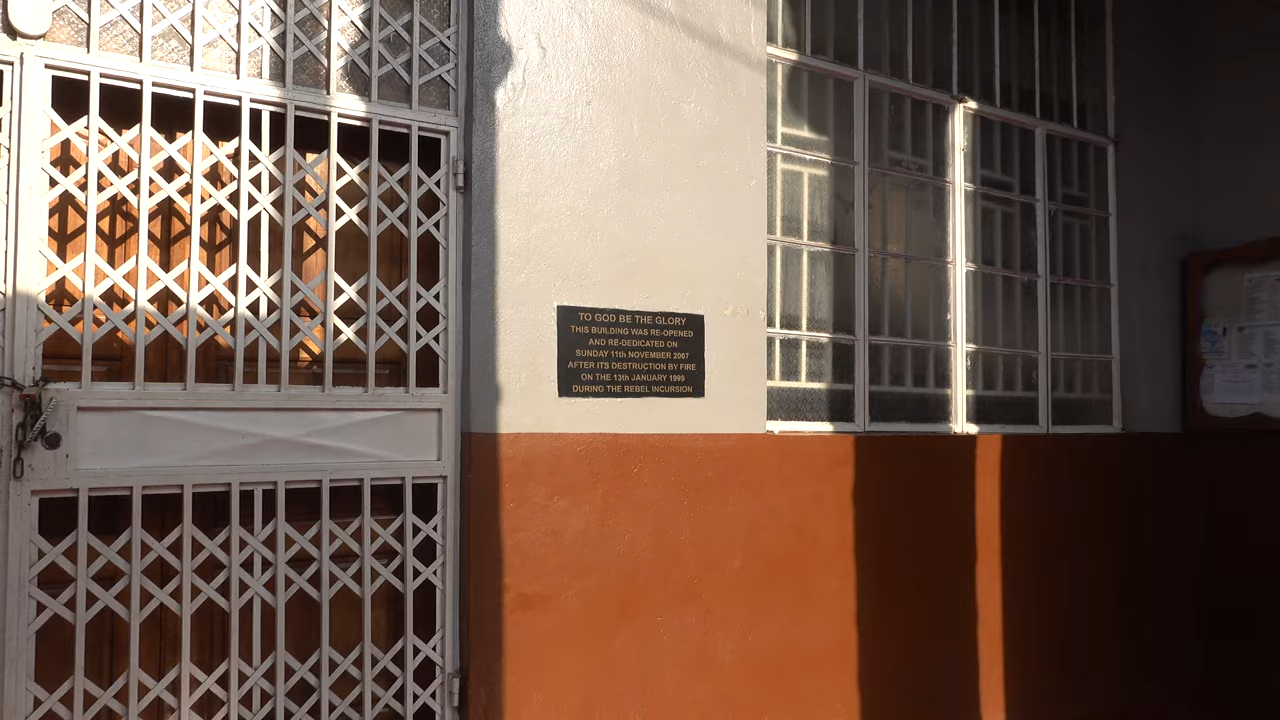 TO GOD BE THE GLORY
THIS BUILDING WAS RE-OPENED
AND RE-DEDICATED ON
SUNDAY 11th NOVEMBER 2007
AFTER ITS DESTRUCTION BY FIRE
ON THE 13th JANUARY 1999
DURING THE REBEL INCURSION